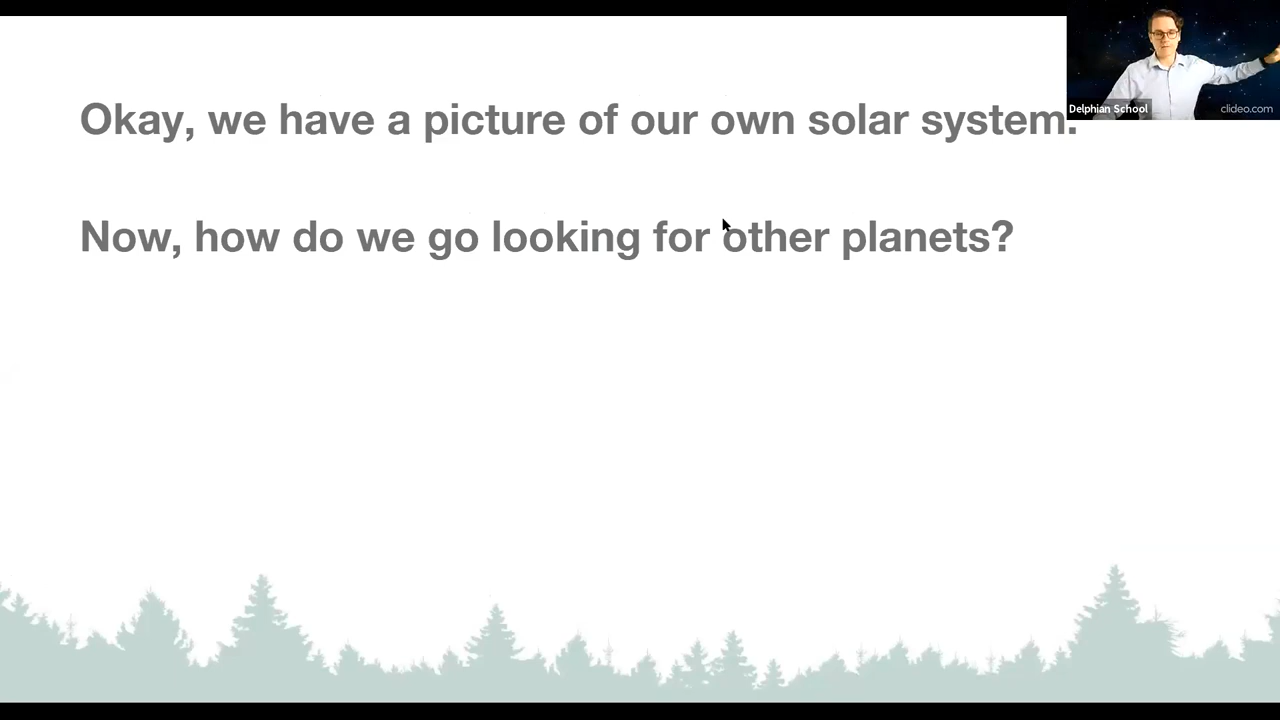 Okay, we have a picture of our own solar system.
Now, how do we go looking for other planets?
Delphian School
clideo.com